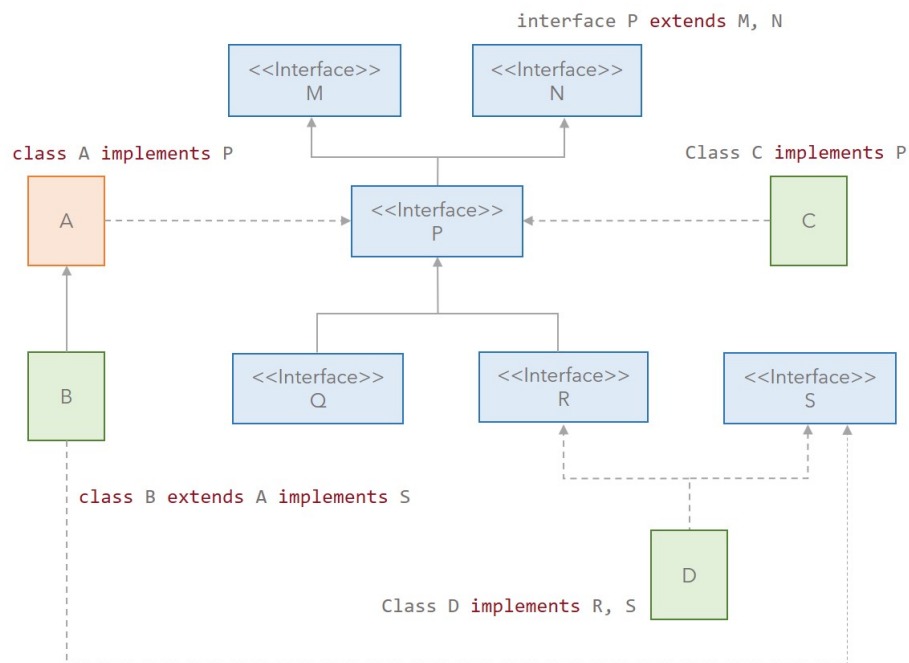 interface P extends M, N
<<Interface>>
M
<<Interface>>
N
class A implements P
Class C implements P
A
<<Interface>>
P
C
B
<<Interface>>
Q
<<Interface>>
R
<<Interface>>
S
class B extends A implements S
D
Class D implements R, S